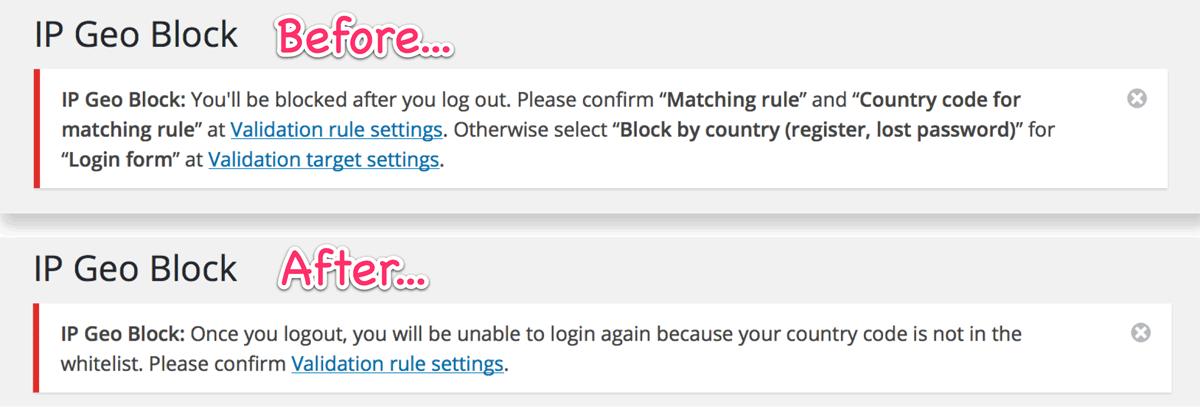 IP Geo Block Before...
IP Geo Block: You'll be blocked after you log out. Please confirm “Matching rule” and “Country code for
matching rule” at Validation rule settings. Otherwise select “Block by country (register, lost password)” for
“Login form” at Validation target settings.
IP Geo Block After...
IP Geo Block: Once you logout, you will be unable to login again because your country code is not in the
whitelist. Please confirm Validation rule settings.